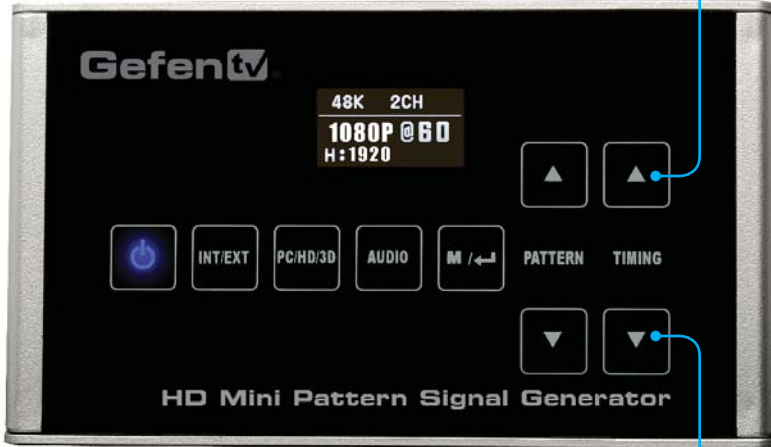 Gefen tv
48K 2CH
1080P @60
H:1920
INT/EXT PC/HD/3D AUDIO M /↵ PATTERN TIMING
HD Mini Pattern Signal Generator